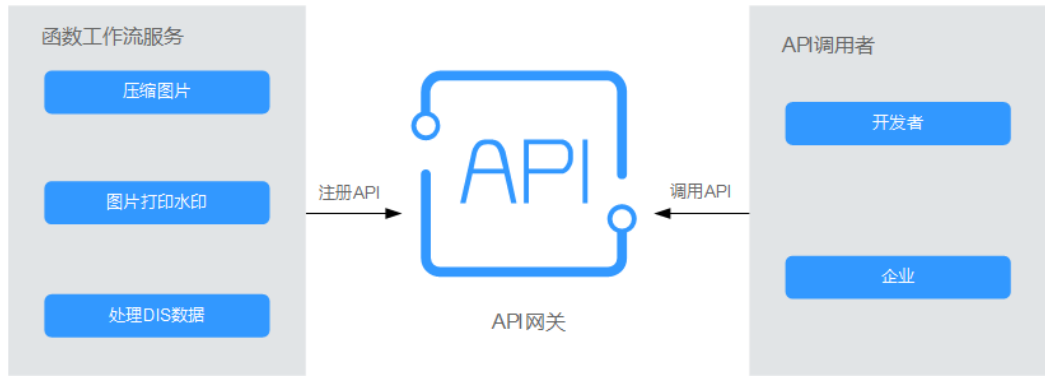 函数工作流服务
压缩图片
图片打印水印
处理DIS数据
注册API
API
API网关
调用API
API调用者
开发者
企业